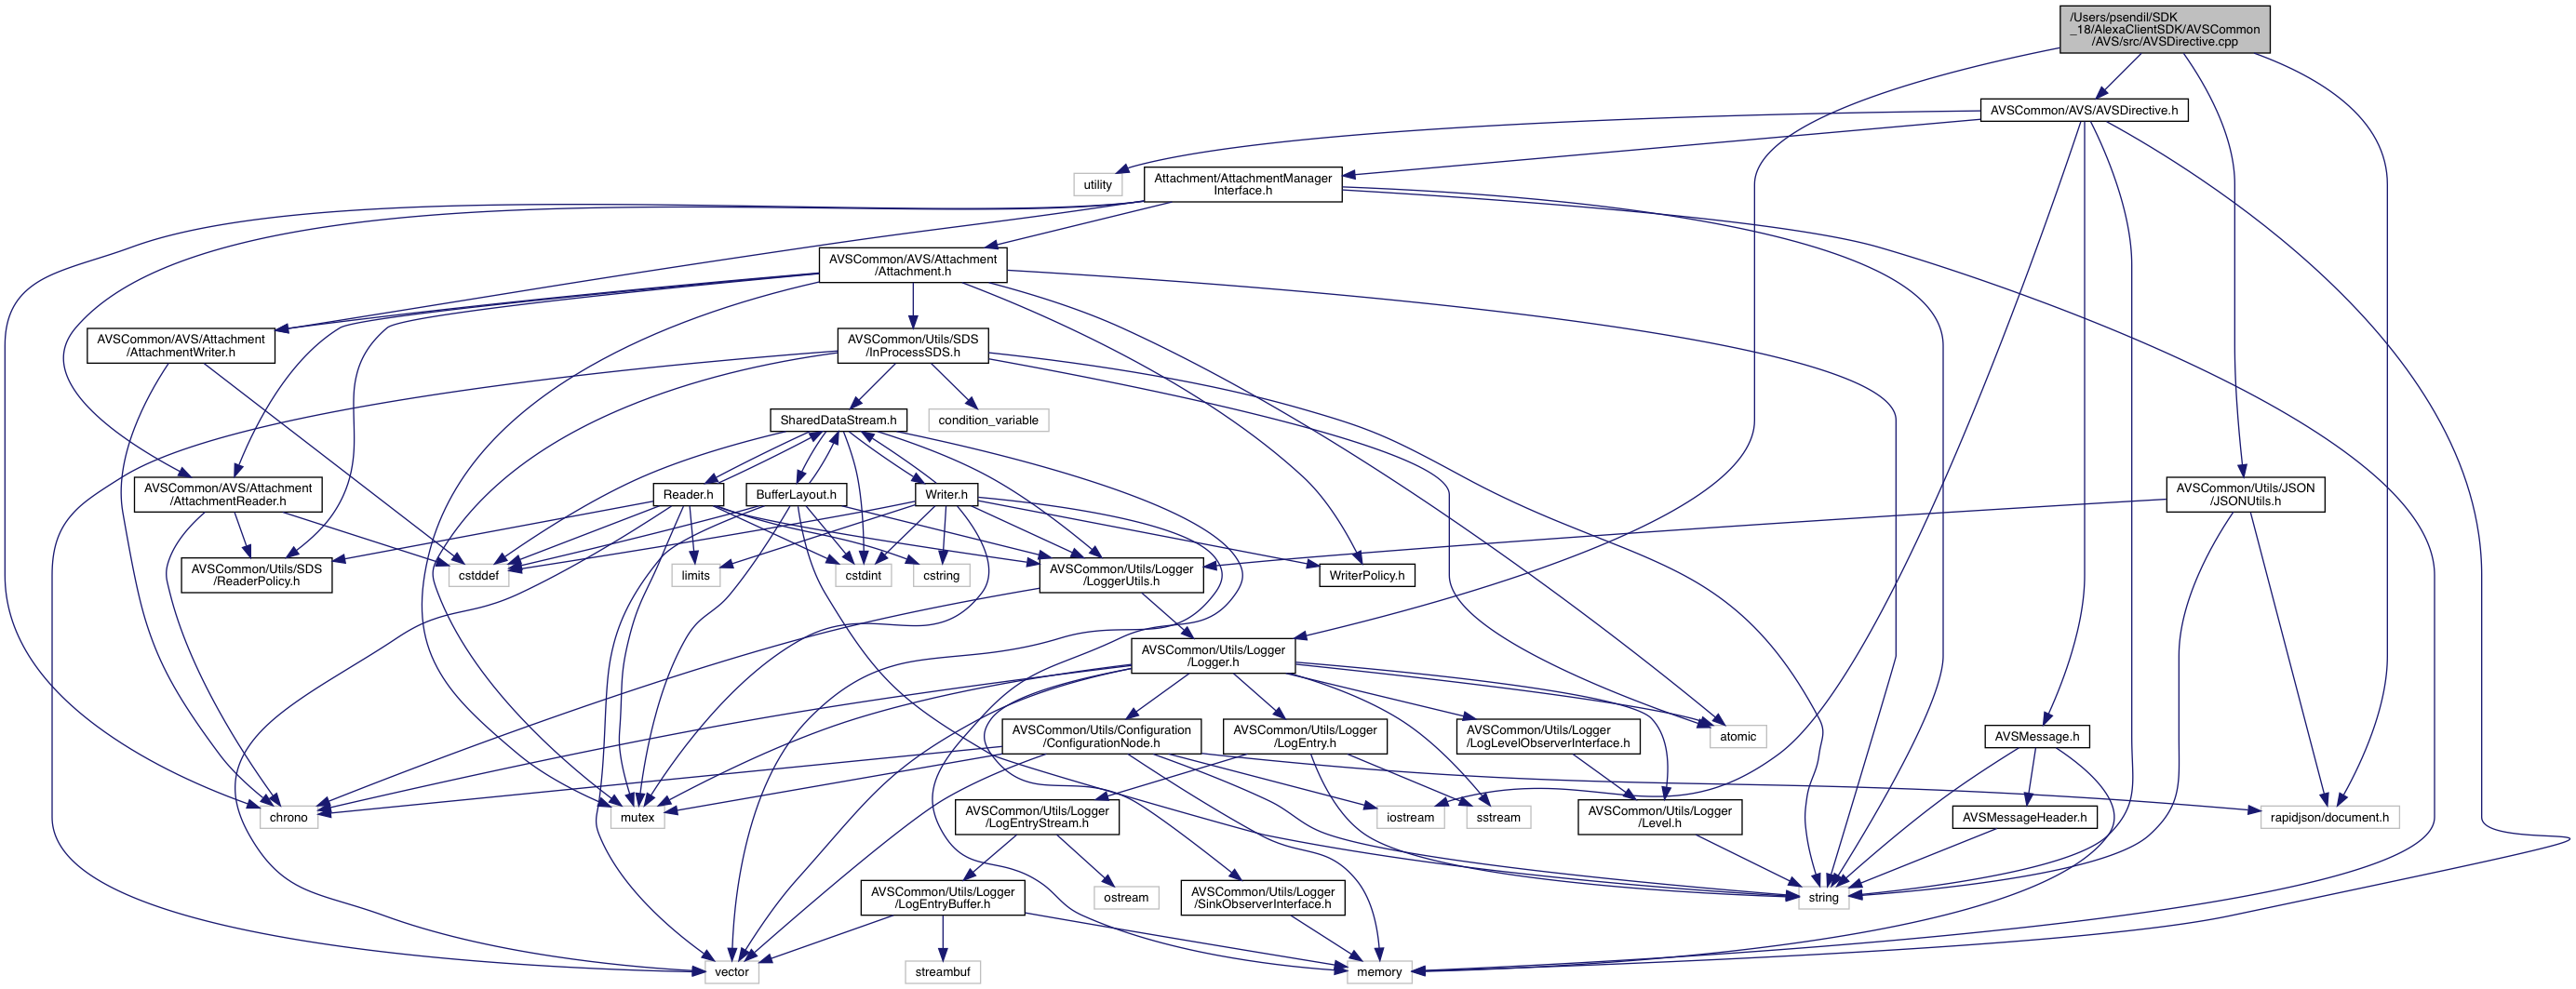 /Users/psendil/SDK
_18/AlexaClientSDK/AVSCommon
/AVS/src/AVSDirective.cpp
AVSCommon/AVS/AVSDirective.h
utility
Attachment/AttachmentManager
Interface.h
AVSCommon/AVS/Attachment
/Attachment.h
AVSCommon/AVS/Attachment
/AttachmentWriter.h
AVSCommon/Utils/SDS
/InProcessSDS.h
SharedDataStream.h
condition_variable
AVSCommon/AVS/Attachment
/AttachmentReader.h
Reader.h
BufferLayout.h
Writer.h
AVSCommon/Utils/JSON
/JSONUtils.h
AVSCommon/Utils/SDS
/ReaderPolicy.h
cstddef
limits
cstdint
cstring
AVSCommon/Utils/Logger
/LoggerUtils.h
WriterPolicy.h
AVSCommon/Utils/Logger
/Logger.h
AVSCommon/Utils/Configuration
/ConfigurationNode.h
AVSCommon/Utils/Logger
/LogEntry.h
AVSCommon/Utils/Logger
/LogLevelObserverInterface.h
atomic
AVSMessage.h
chrono
mutex
AVSCommon/Utils/Logger
/LogEntryStream.h
iostream
sstream
AVSCommon/Utils/Logger
/Level.h
AVSMessageHeader.h
rapidjson/document.h
AVSCommon/Utils/Logger
/LogEntryBuffer.h
ostream
AVSCommon/Utils/Logger
/SinkObserverInterface.h
string
vector
streambuf
memory